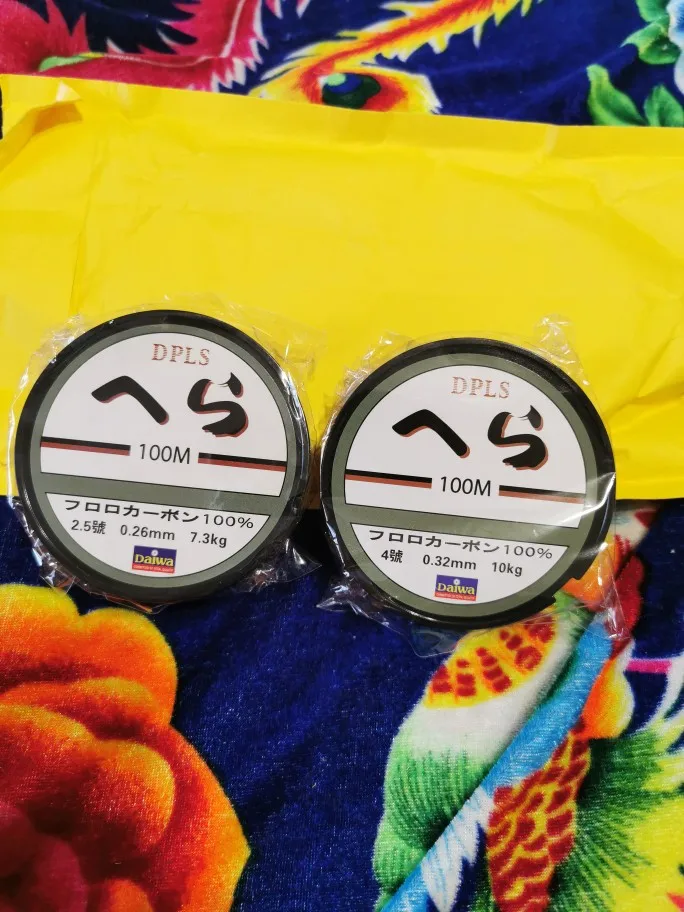 DPLS
へら
100M
フロロカーボン100%
2.5號 0.26mm 7.3kg
Daiwa
DPLS
へら
100M
フロロカーボン100%
4號 0.32mm 10kg
Daiwa